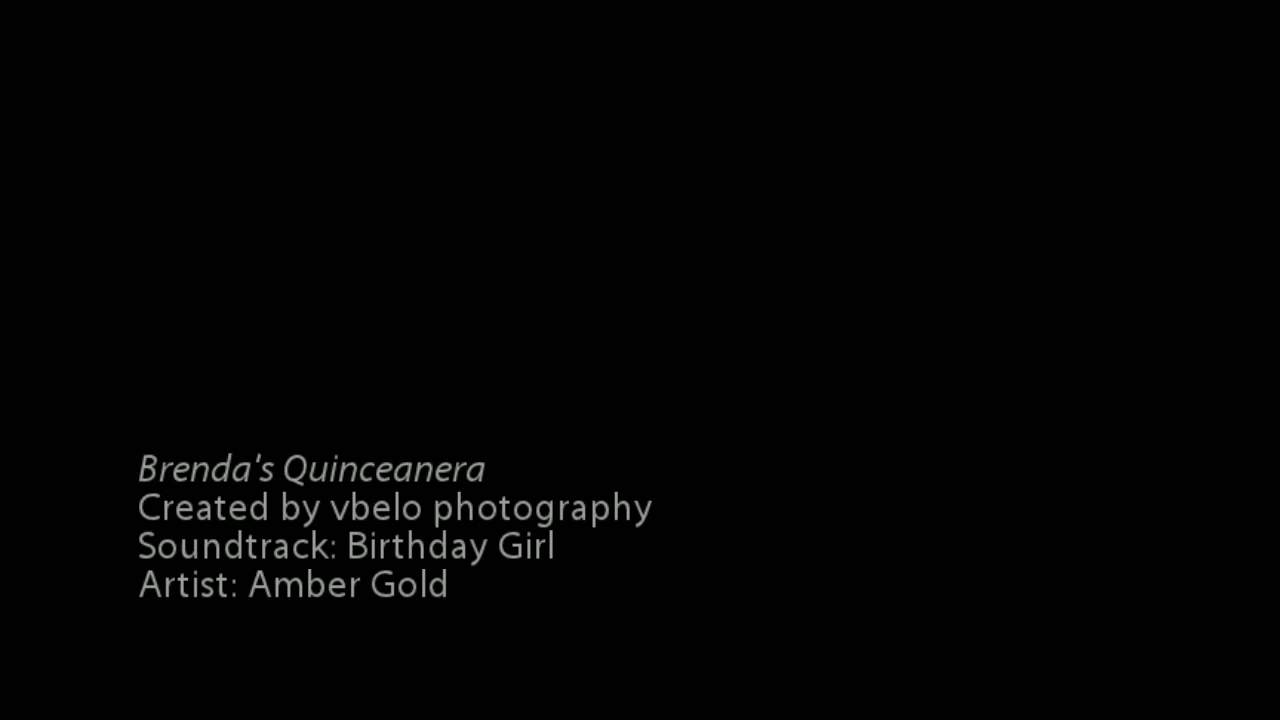 Brenda's Quinceanera
Created by vbelo photography
Soundtrack: Birthday Girl
Artist: Amber Gold